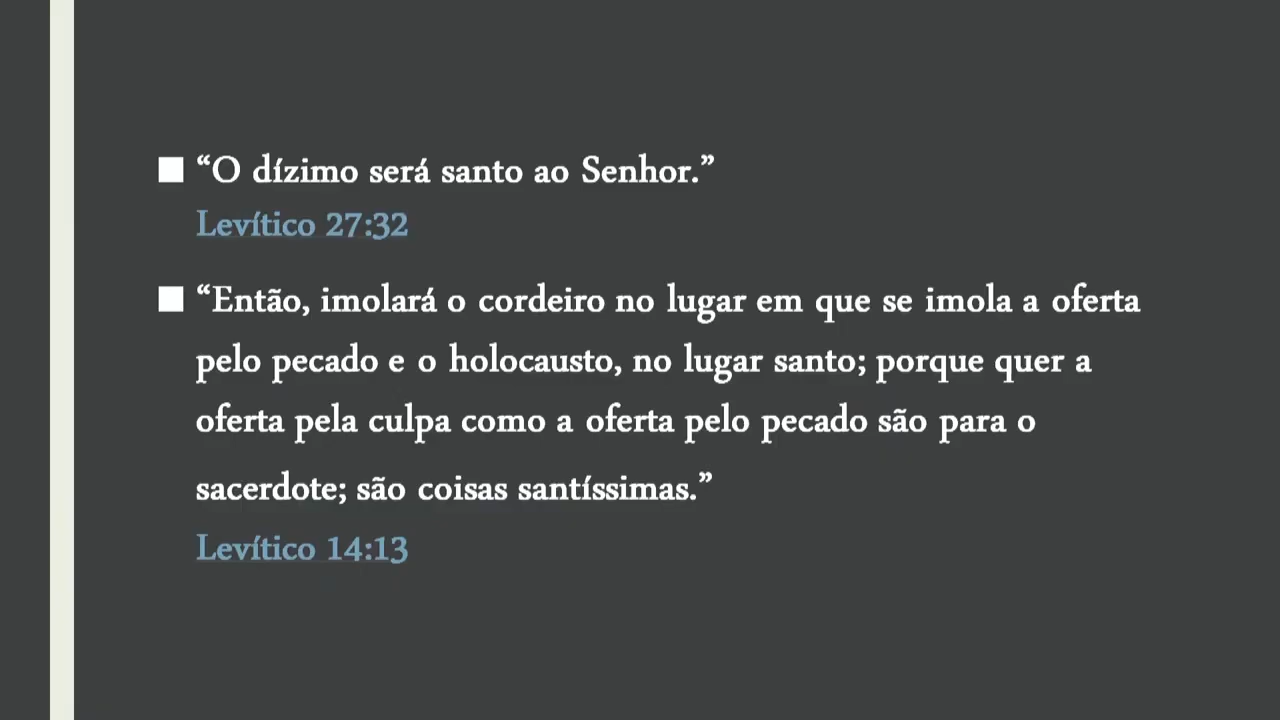 “O dízimo será santo ao Senhor.”
Levítico 27:32
“Então, imolará o cordeiro no lugar em que se imola a oferta
pelo pecado e o holocausto, no lugar santo; porque quer a
oferta pela culpa como a oferta pelo pecado são para o
sacerdote; são coisas santíssimas.”
Levítico 14:13